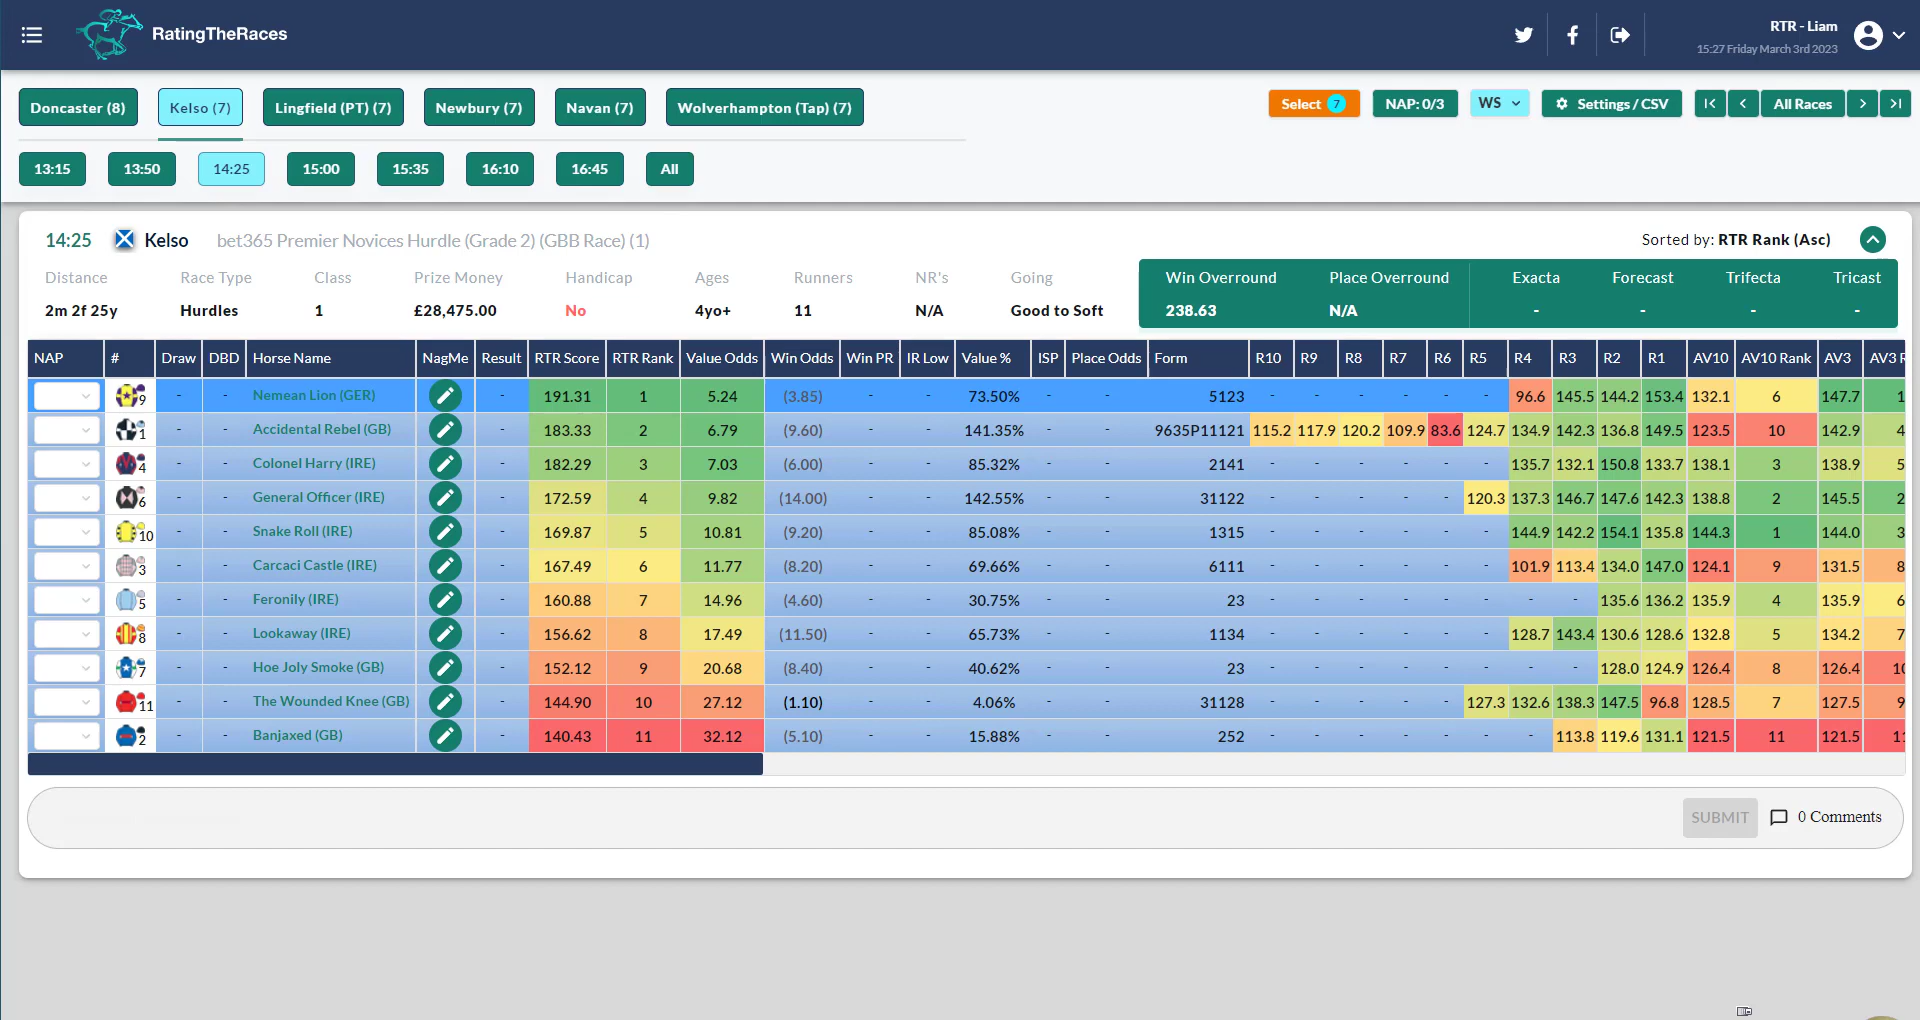 RatingTheRaces
RTR - Liam
15:27 Friday March 3rd 2023
Doncaster (8) Kelso (7) Lingfield (PT) (7) Newbury (7) Navan (7) Wolverhampton (Tap) (7) Select 7 NAP: 0/3 WS Settings / CSV All Races
13:15 13:50 14:25 15:00 15:35 16:10 16:45 All
14:25 Kelso bet365 Premier Novices Hurdle (Grade 2) (GBB Race) (1) Sorted by: RTR Rank (Asc)
Distance Race Type Class Prize Money Handicap Ages Runners NR's Going Win Overround Place Overround Exacta Forecast Trifecta Tricast
2m 2f 25y Hurdles 1 £28,475.00 No 4yo+ 11 N/A Good to Soft 238.63 N/A - - - -
NAP # Draw DBD Horse Name NagMe Result RTR Score RTR Rank Value Odds Win Odds Win PR IR Low Value % ISP Place Odds Form R10 R9 R8 R7 R6 R5 R4 R3 R2 R1 AV10 AV10 Rank AV3 AV3 R
9 - - Nemean Lion (GER) - 191.31 1 5.24 (3.85) - - 73.50% - - 5123 - - - - - - 96.6 145.5 144.2 153.4 132.1 6 147.7 1
1 - - Accidental Rebel (GB) - 183.33 2 6.79 (9.60) - - 141.35% - - 9635P11121 115.2 117.9 120.2 109.9 83.6 124.7 134.9 142.3 136.8 149.5 123.5 10 142.9 4
4 - - Colonel Harry (IRE) - 182.29 3 7.03 (6.00) - - 85.32% - - 2141 - - - - - - 135.7 132.1 150.8 133.7 138.1 3 138.9 5
6 - - General Officer (IRE) - 172.59 4 9.82 (14.00) - - 142.55% - - 31122 - - - - - 120.3 137.3 146.7 147.6 142.3 138.8 2 145.5 2
10 - - Snake Roll (IRE) - 169.87 5 10.81 (9.20) - - 85.08% - - 1315 - - - - - - 144.9 142.2 154.1 135.8 144.3 1 144.0 3
3 - - Carcaci Castle (IRE) - 167.49 6 11.77 (8.20) - - 69.66% - - 6111 - - - - - - 101.9 113.4 134.0 147.0 124.1 9 131.5 8
5 - - Feronily (IRE) - 160.88 7 14.96 (4.60) - - 30.75% - - 23 - - - - - - - - 135.6 136.2 135.9 4 135.9 6
8 - - Lookaway (IRE) - 156.62 8 17.49 (11.50) - - 65.73% - - 1134 - - - - - - 128.7 143.4 130.6 128.6 132.8 5 134.2 7
7 - - Hoe Joly Smoke (GB) - 152.12 9 20.68 (8.40) - - 40.62% - - 23 - - - - - - - - 128.0 124.9 126.4 8 126.4 10
11 - - The Wounded Knee (GB) - 144.90 10 27.12 (1.10) - - 4.06% - - 31128 - - - - - 127.3 132.6 138.3 147.5 96.8 128.5 7 127.5 9
2 - - Banjaxed (GB) - 140.43 11 32.12 (5.10) - - 15.88% - - 252 - - - - - - - 113.8 119.6 131.1 121.5 11 121.5 11
SUBMIT 0 Comments